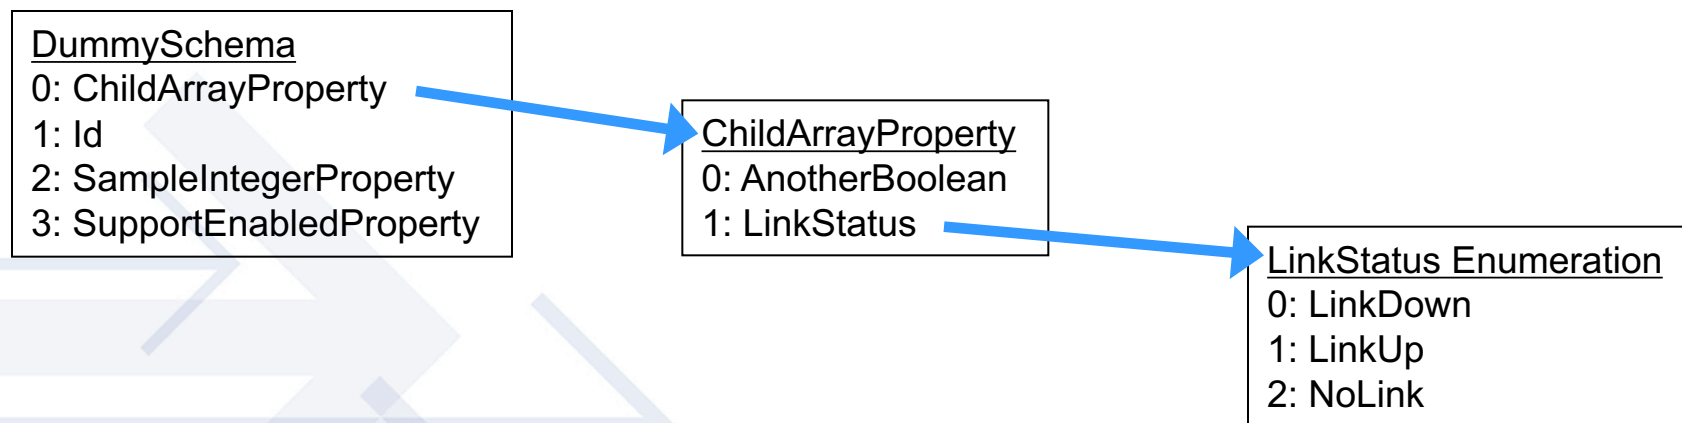 DummySchema
0: ChildArrayProperty
1: Id
2: SampleIntegerProperty
3: SupportEnabledProperty
ChildArrayProperty
0: AnotherBoolean
1: LinkStatus
LinkStatus Enumeration
0: LinkDown
1: LinkUp
2: NoLink